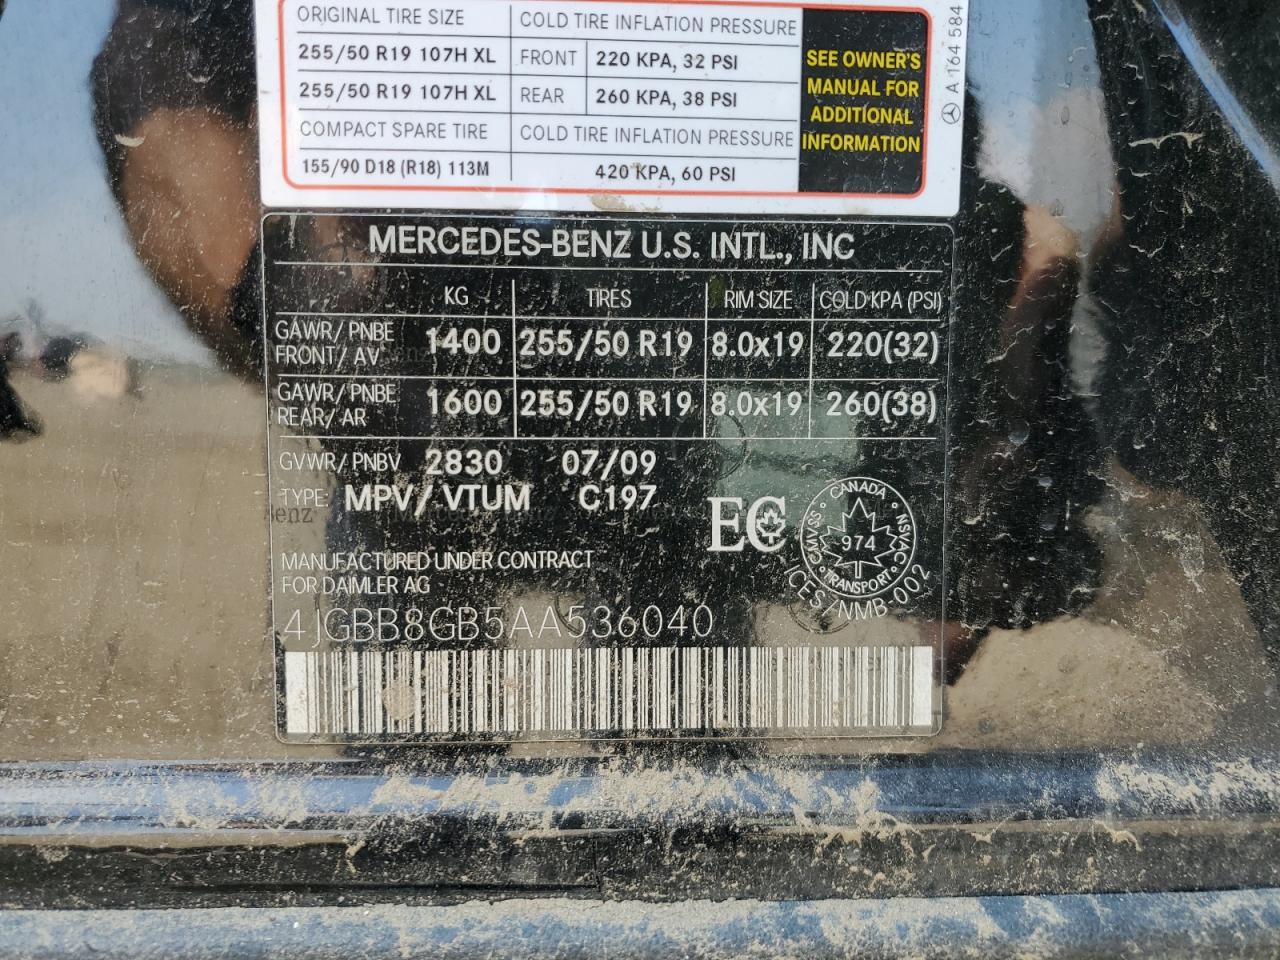 ORIGINAL TIRE SIZE COLD TIRE INFLATION PRESSURE
255/50 R19 107H XL FRONT 220 KPA, 32 PSI
255/50 R19 107H XL REAR 260 KPA, 38 PSI
COMPACT SPARE TIRE COLD TIRE INFLATION PRESSURE
155/90 D18 (R18) 113M 420 KPA, 60 PSI
SEE OWNER'S
MANUAL FOR
ADDITIONAL
INFORMATION
A 164 584
MERCEDES-BENZ U.S. INTL., INC
KG TIRES RIM SIZE COLD KPA (PSI)
GAWR/ PNBE
FRONT/ AV 1400 255/50 R19 8.0x19 220(32)
GAWR/ PNBE
REAR/ AR 1600 255/50 R19 8.0x19 260(38)
GVWR/ PNBV 2830 07/09
TYPE: MPV/VTUM C197
EC
CANADA
CMVSS NSVAC
974
TRANSPORT
ICES/NMB-002
MANUFACTURED UNDER CONTRACT
FOR DAIMLER AG
4JGBB8GB5AA536040